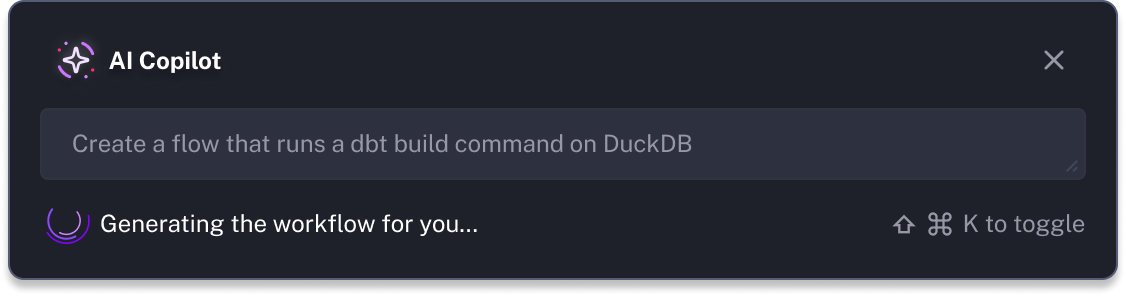 AI Copilot
Create a flow that runs a dbt build command on DuckDB
Generating the workflow for you...
⇧ ⌘ K to toggle